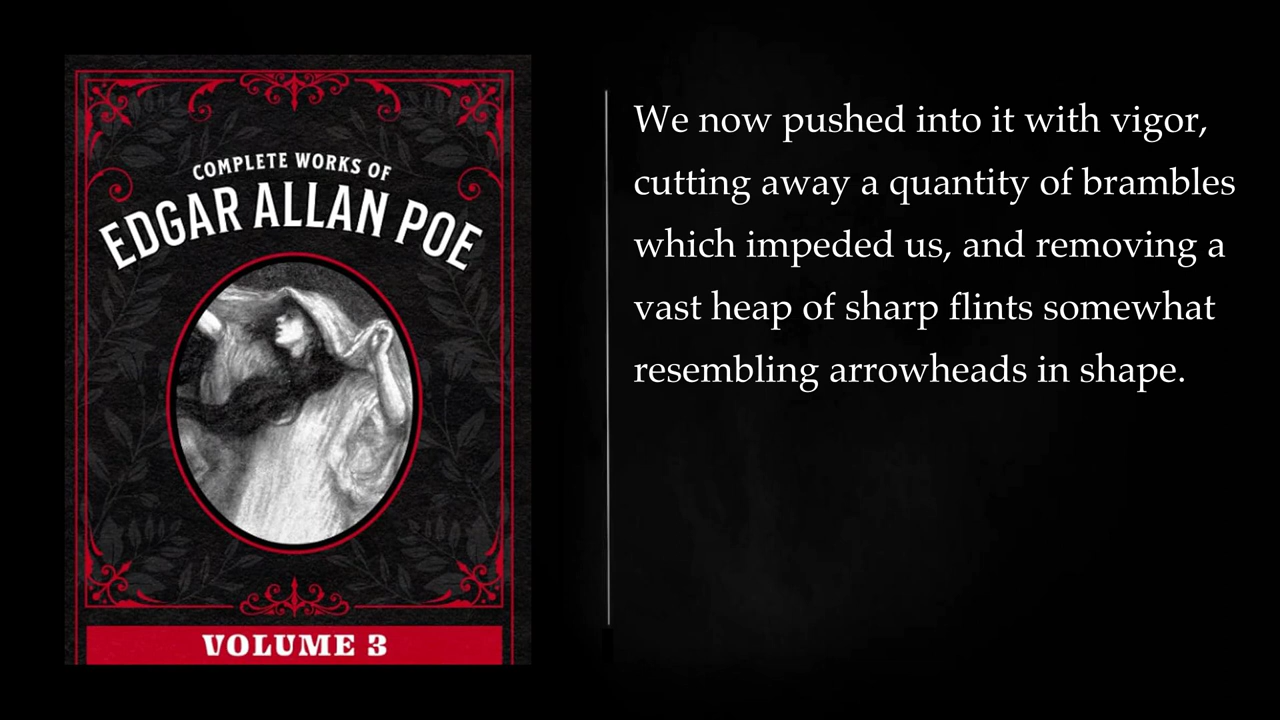 COMPLETE WORKS OF
EDGAR ALLAN POE
VOLUME 3
We now pushed into it with vigor,
cutting away a quantity of brambles
which impeded us, and removing a
vast heap of sharp flints somewhat
resembling arrowheads in shape.